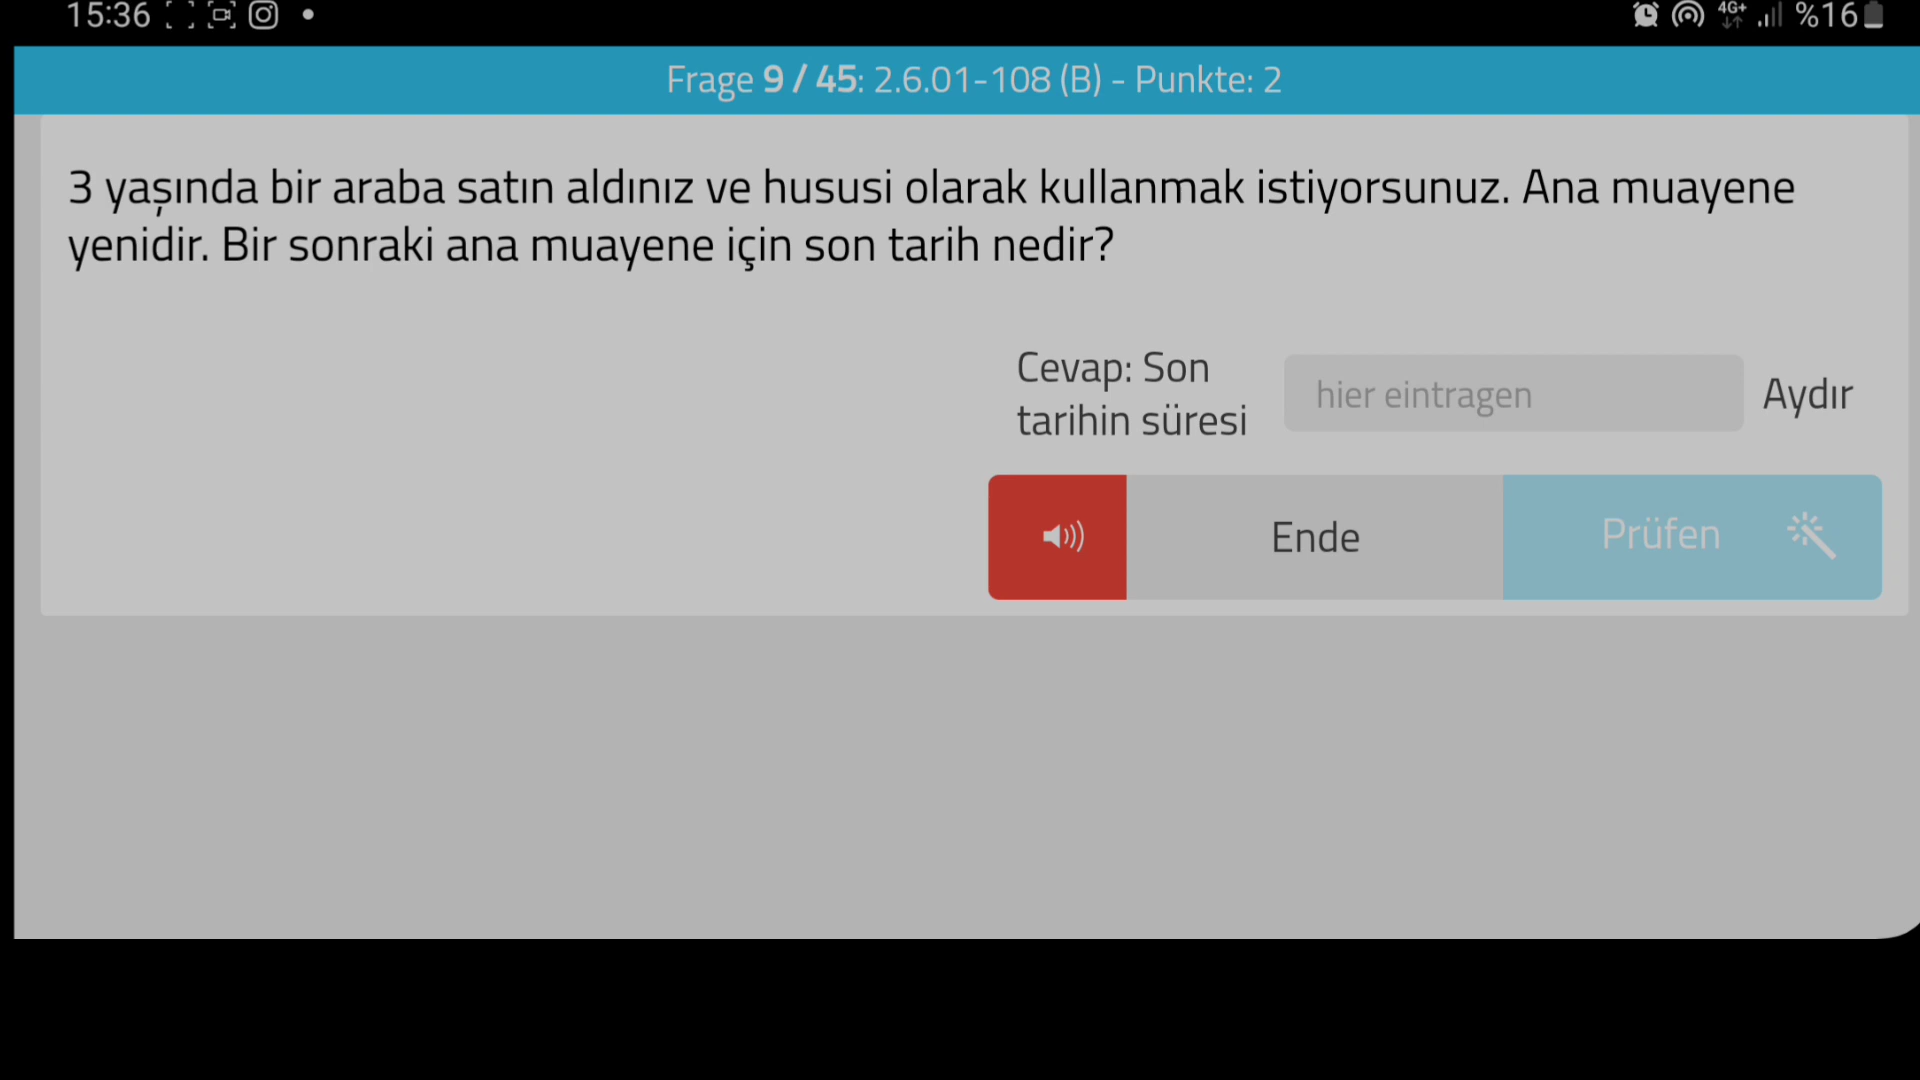 15:36
4G+ %16
Frage 9 / 45: 2.6.01-108 (B) - Punkte: 2
3 yaşında bir araba satın aldınız ve hususi olarak kullanmak istiyorsunuz. Ana muayene
yenidir. Bir sonraki ana muayene için son tarih nedir?
Cevap: Son
tarihin süresi
hier eintragen
Aydır
Ende
Prüfen